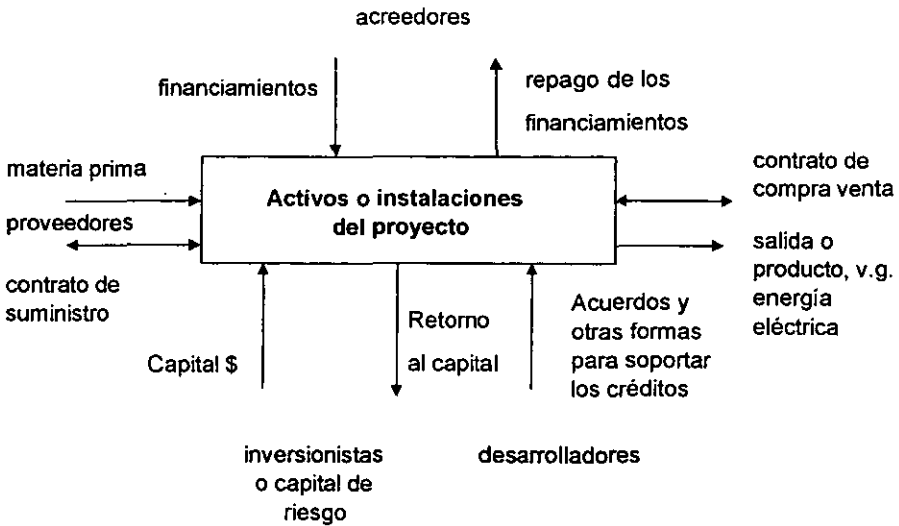 acreedores
financiamientos
repago de los
financiamientos
materia prima
proveedores
contrato de
suministro
Activos o instalaciones
del proyecto
contrato de
compra venta
salida o
producto, v.g.
energía
eléctrica
Capital $
Retorno
al capital
Acuerdos y
otras formas
para soportar
los créditos
inversionistas
o capital de
riesgo
desarrolladores